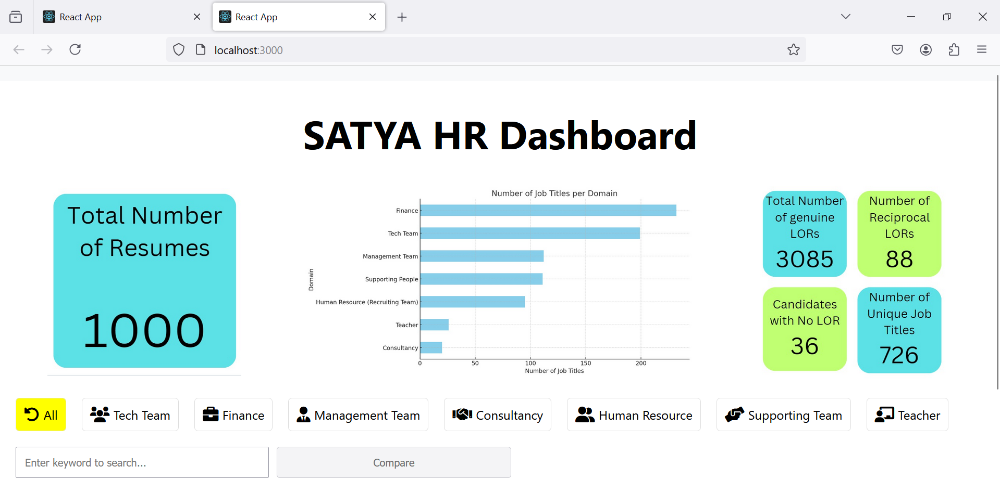 React App
React App
localhost:3000
SATYA HR Dashboard
Total Number
of Resumes
1000
Number of Job Titles per Domain
Domain
Finance
Tech Team
Management Team
Supporting People
Human Resource (Recruiting Team)
Teacher
Consultancy
0 50 100 150 200
Number of Job Titles
Total Number
of genuine
LORs
3085
Number of
Reciprocal
LORs
88
Candidates
with No LOR
36
Number of
Unique Job
Titles
726
All
Tech Team
Finance
Management Team
Consultancy
Human Resource
Supporting Team
Teacher
Enter keyword to search...
Compare